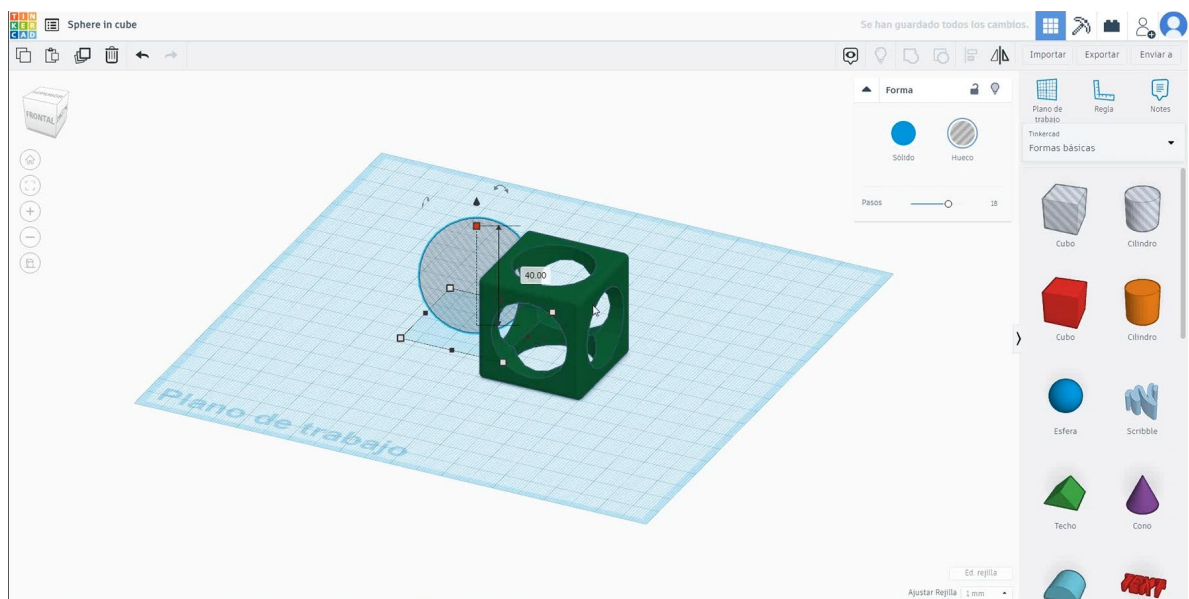 TIN
KER
CAD
Sphere in cube
Se han guardado todos los cambios.
Importar
Exportar
Enviar a
FRONTAL
Forma
Sólido
Hueco
Pasos
18
Plano de
trabajo
Regla
Notes
Tinkercad
Formas básicas
Cubo
Cilindro
Cubo
Cilindro
Esfera
Scribble
Techo
Cono
TEXT
40.00
Plano de trabajo
Ed. rejilla
Ajustar Rejilla
1 mm